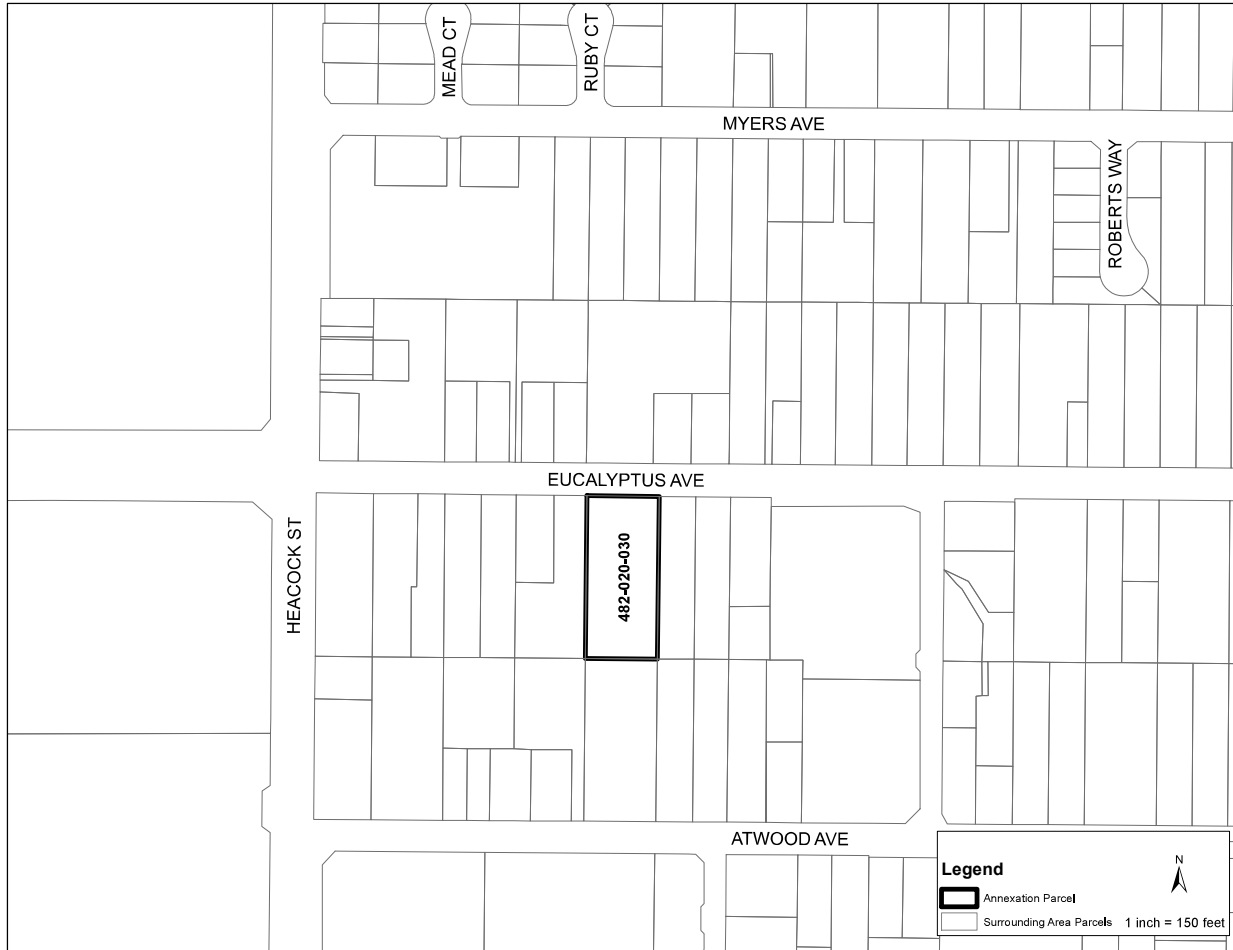 MEAD CT
RUBY CT
MYERS AVE
ROBERTS WAY
EUCALYPTUS AVE
HEACOCK ST
482-020-030
ATWOOD AVE
Legend
N
Annexation Parcel
Surrounding Area Parcels
1 inch = 150 feet